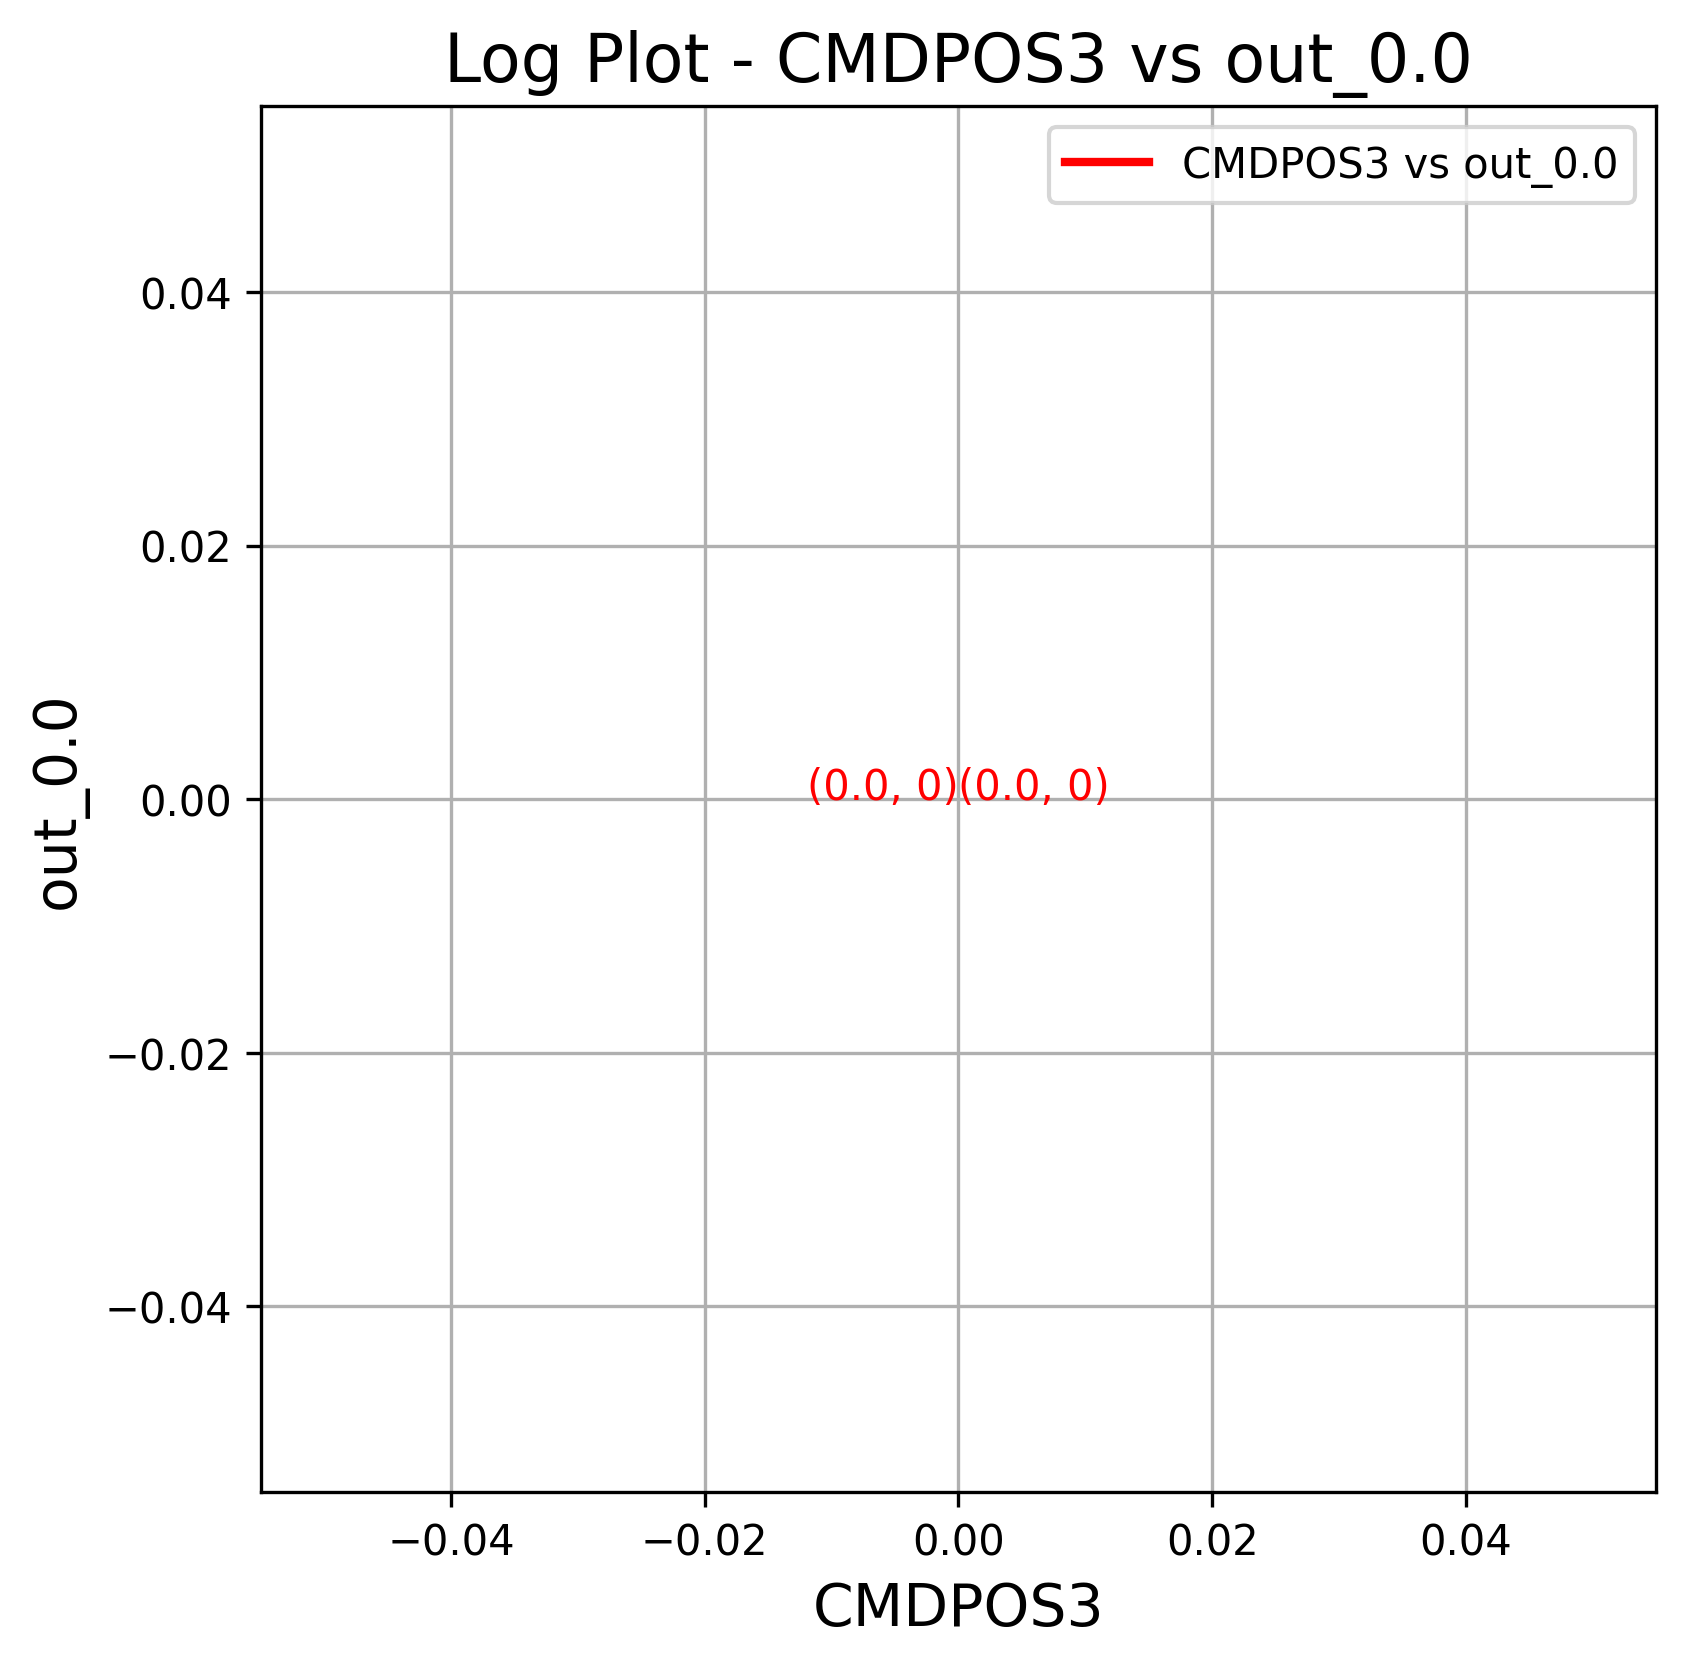 Log Plot - CMDPOS3 vs out_0.0
CMDPOS3 vs out_0.0
0.04
0.02
(0.0, 0)(0.0, 0)
0.00
−0.02
−0.04
out_0.0
−0.04 −0.02 0.00 0.02 0.04
CMDPOS3